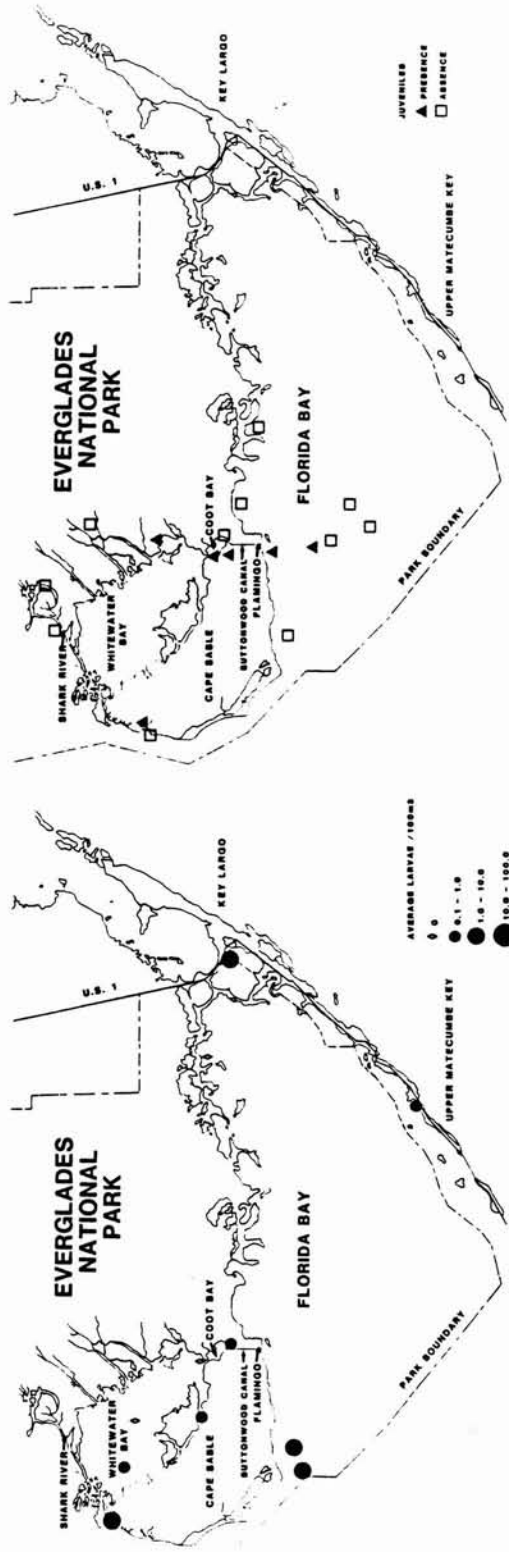 EVERGLADES
NATIONAL
PARK
U.S. 1
KEY LARGO
SHARK RIVER
WHITEWATER
BAY
COOT BAY
CAPE SABLE
BUTTONWOOD CANAL
FLAMINGO
FLORIDA BAY
UPPER MATECUMBE KEY
PARK BOUNDARY
AVERAGE LARVAE /100m3
0
0.1 - 1.0
1.0 - 10.0
10.0 - 100.0
EVERGLADES
NATIONAL
PARK
U.S. 1
KEY LARGO
SHARK RIVER
WHITEWATER
BAY
COOT BAY
CAPE SABLE
BUTTONWOOD CANAL
FLAMINGO
FLORIDA BAY
UPPER MATECUMBE KEY
PARK BOUNDARY
JUVENILES
PRESENCE
ABSENCE